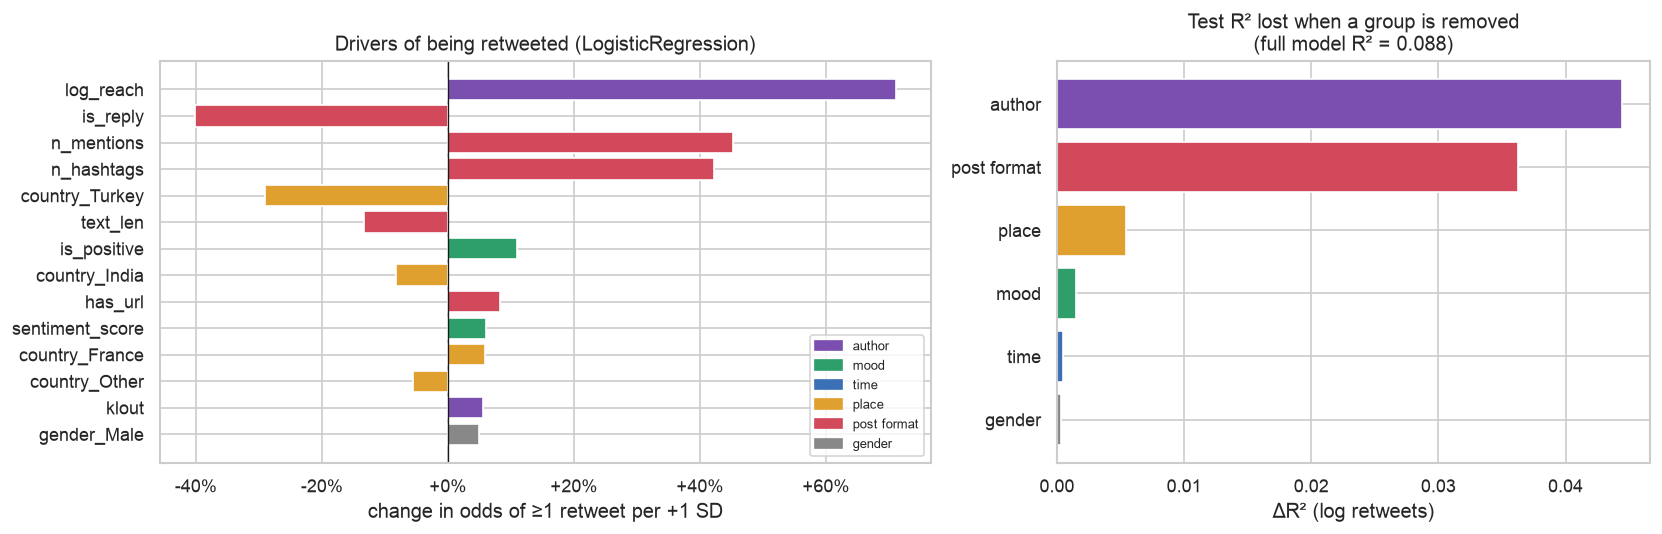 Drivers of being retweeted (LogisticRegression)
log_reach
is_reply
n_mentions
n_hashtags
country_Turkey
text_len
is_positive
country_India
has_url
sentiment_score
country_France
country_Other
klout
gender_Male
author
mood
time
place
post format
gender
-40%
-20%
+0%
+20%
+40%
+60%
change in odds of ≥1 retweet per +1 SD
Test R² lost when a group is removed
(full model R² = 0.088)
author
post format
place
mood
time
gender
0.00
0.01
0.02
0.03
0.04
ΔR² (log retweets)